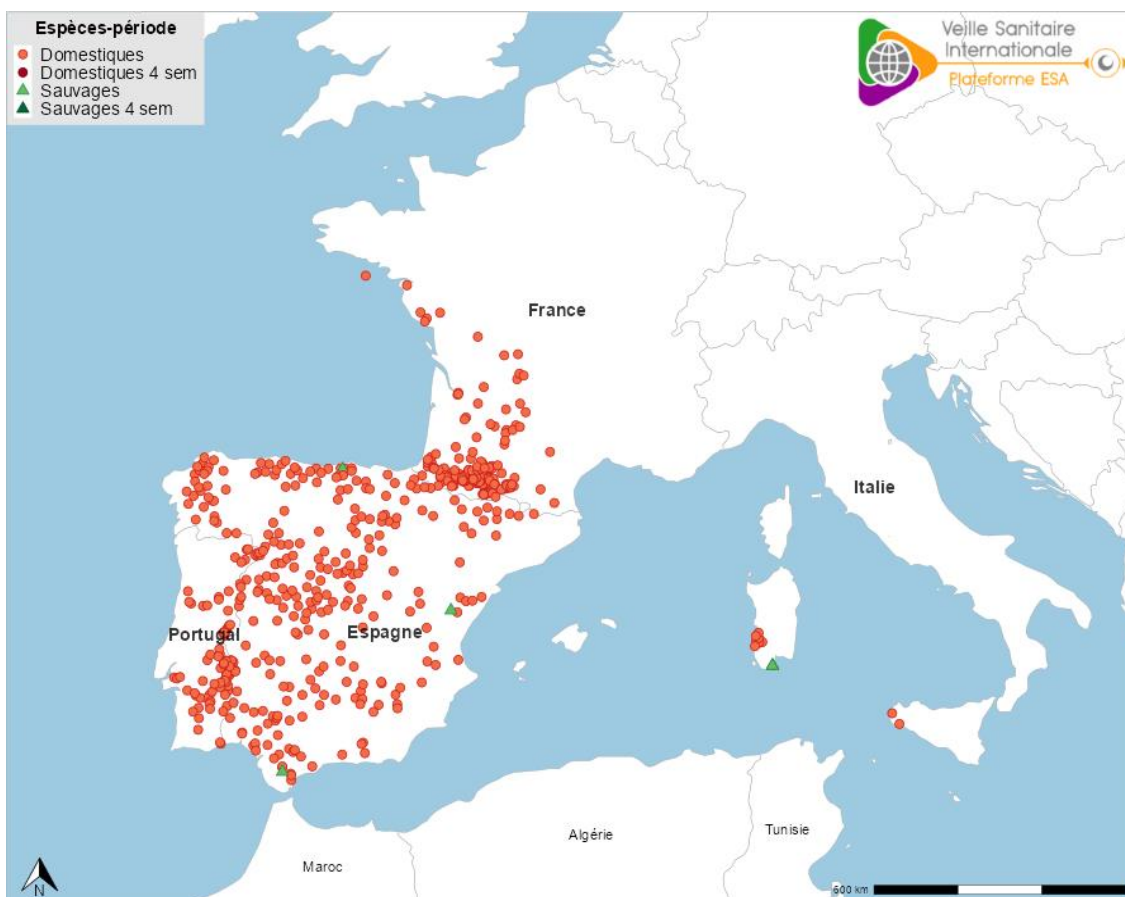 Espèces-période
Domestiques
Domestiques 4 sem
Sauvages
Sauvages 4 sem
Veille Sanitaire
Internationale
Plateforme ESA
France
Italie
Portugal
Espagne
Algérie
Tunisie
Maroc
N
600 km